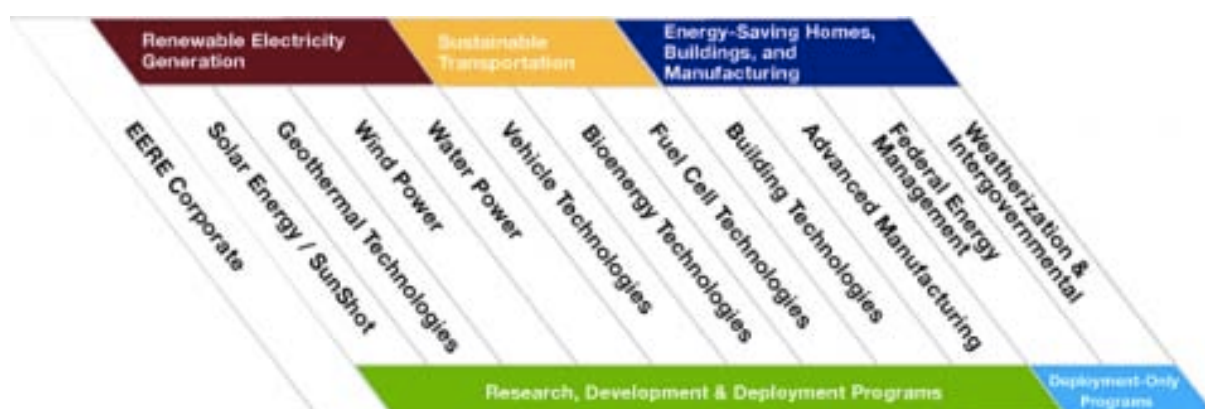 Renewable Electricity
Generation
Sustainable
Transportation
Energy-Saving Homes,
Buildings, and
Manufacturing
EERE Corporate
Solar Energy / SunShot
Geothermal Technologies
Wind Power
Water Power
Vehicle Technologies
Bioenergy Technologies
Fuel Cell Technologies
Building Technologies
Advanced Manufacturing
Federal Energy
Management
Weatherization &
Intergovernmental
Research, Development & Deployment Programs
Deployment-Only
Programs